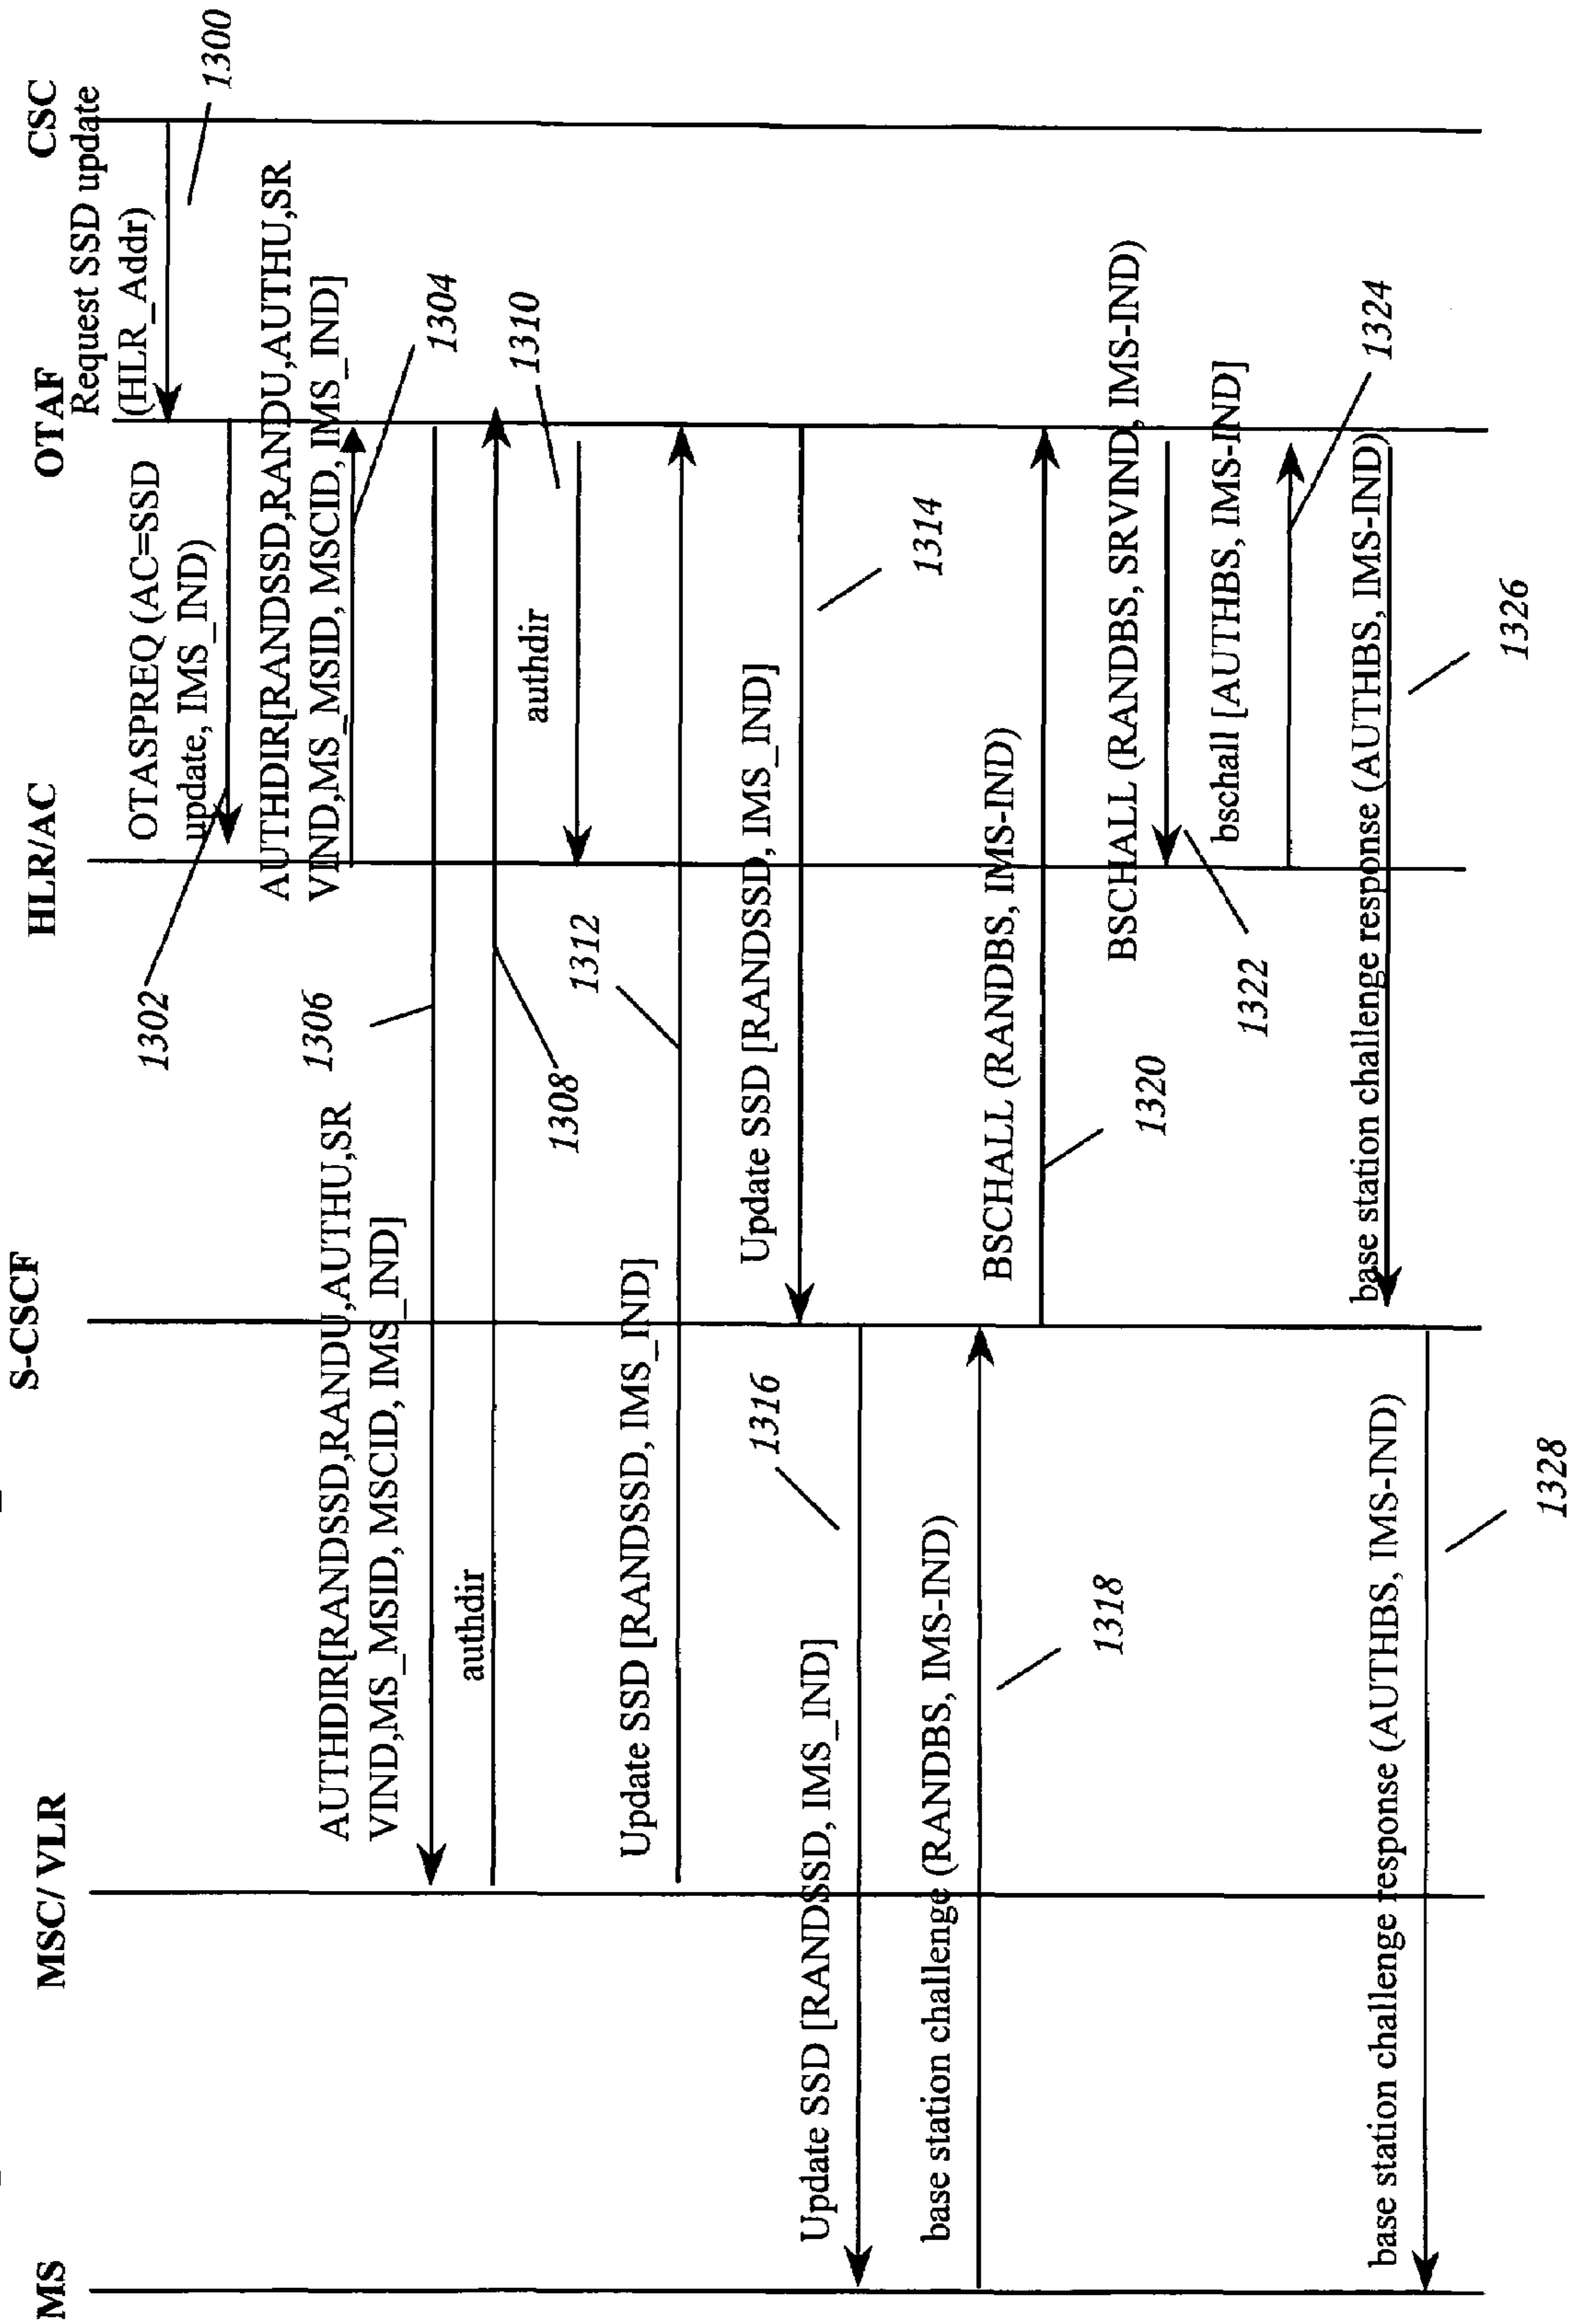 MS
MSC/ VLR
S-CSCF
HLR/AC
OTAF
CSC
Request SSD update
(HLR_Addr)
1300
OTASPREQ (AC=SSD
update, IMS_IND)
1302
AUTHDIR[RANDSSD,RANDU,AUTHU,SR
VIND,MS_MSID, MSCID, IMS_IND]
1304
AUTHDIR[RANDSSD,RANDU,AUTHU,SR
VIND,MS_MSID, MSCID, IMS_IND]
1306
authdir
1308
authdir
1310
Update SSD [RANDSSD, IMS_IND]
1312
Update SSD [RANDSSD, IMS_IND]
1314
Update SSD [RANDSSD, IMS_IND]
1316
base station challenge (RANDBS, IMS-IND)
1318
BSCHALL (RANDBS, IMS-IND)
1320
BSCHALL (RANDBS, SRVIND, IMS-IND)
1322
bschall [AUTHBS, IMS-IND]
1324
base station challenge response (AUTHBS, IMS-IND)
1326
base station challenge response (AUTHBS, IMS-IND)
1328